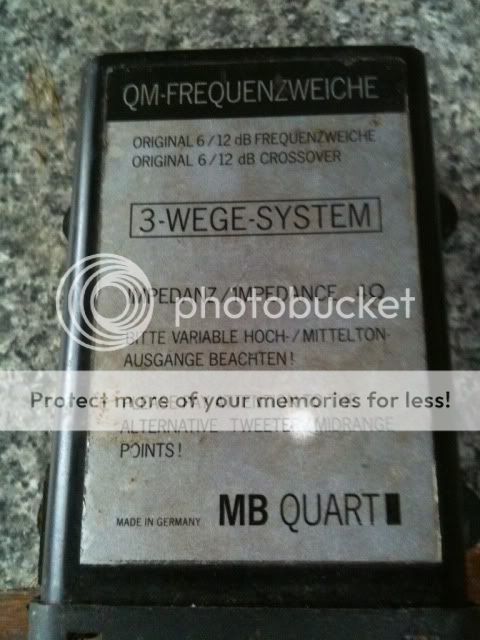 QM-FREQUENZWEICHE
ORIGINAL 6/12 dB FREQUENZWEICHE
ORIGINAL 6/12 dB CROSSOVER
3-WEGE-SYSTEM
IMPEDANZ/IMPEDANCE
photobucket
BITTE VARIABLE HOCH-/MITTELTON-
AUSGÄNGE BEACHTEN!
Protect more of your memories for less!
ALTERNATIVE TWEETER/MIDRANGE
POINTS!
MADE IN GERMANY MB QUART